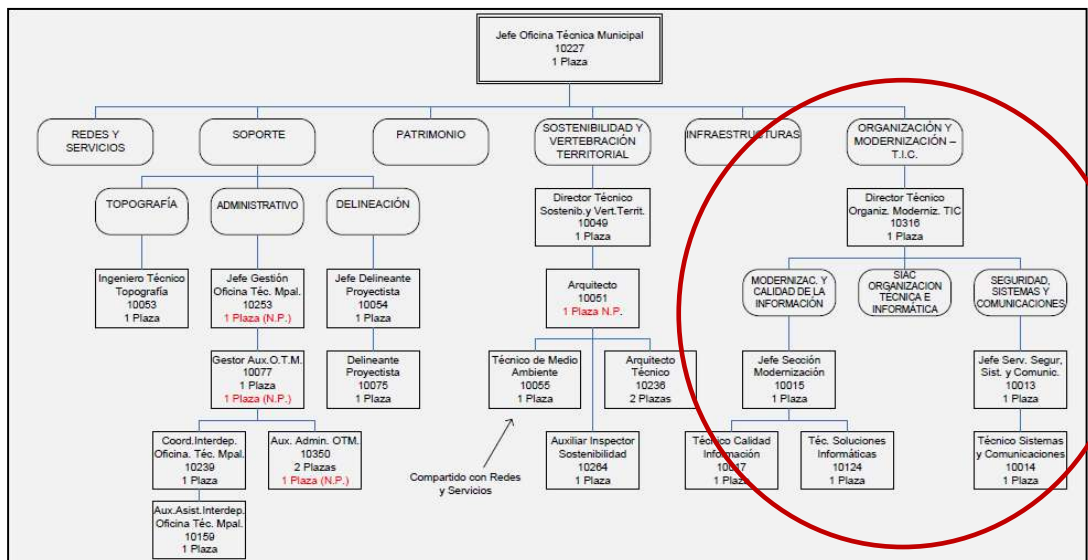 Jefe Oficina Técnica Municipal
10227
1 Plaza
REDES Y
SERVICIOS
SOPORTE
PATRIMONIO
SOSTENIBILIDAD Y
VERTEBRACIÓN
TERRITORIAL
INFRAESTRUCTURAS
ORGANIZACIÓN Y
MODERNIZACIÓN –
T.I.C.
TOPOGRAFÍA
ADMINISTRATIVO
DELINEACIÓN
Director Técnico
Sostenib.y Vert.Territ.
10049
1 Plaza
Director Técnico
Organiz. Moderniz. TIC
10316
1 Plaza
Ingeniero Técnico
Topografía
10053
1 Plaza
Jefe Gestión
Oficina Téc. Mpal.
10253
1 Plaza (N.P.)
Jefe Delineante
Proyectista
10054
1 Plaza
Arquitecto
10051
1 Plaza N.P.
MODERNIZAC. Y
CALIDAD DE LA
INFORMACIÓN
SIAC
ORGANIZACION
TÉCNICA E
INFORMÁTICA
SEGURIDAD,
SISTEMAS Y
COMUNICACIONES
Gestor Aux.O.T.M.
10077
1 Plaza
1 Plaza (N.P.)
Delineante
Proyectista
10075
1 Plaza
Técnico de Medio
Ambiente
10055
1 Plaza
Arquitecto
Técnico
10236
2 Plazas
Jefe Sección
Modernización
10015
1 Plaza
Jefe Serv. Segur,
Sist. y Comunic.
10013
1 Plaza
Coord.Interdep.
Oficina. Téc. Mpal.
10239
1 Plaza
Aux. Admin. OTM.
10350
2 Plazas
1 Plaza (N.P.)
Compartido con Redes
y Servicios
Auxiliar Inspector
Sostenibilidad
10264
1 Plaza
Técnico Calidad
Información
10017
1 Plaza
Téc. Soluciones
Informáticas
10124
1 Plaza
Técnico Sistemas
y Comunicaciones
10014
1 Plaza
Aux.Asist.Interdep.
Oficina Téc Mpal.
10159
1 Plaza